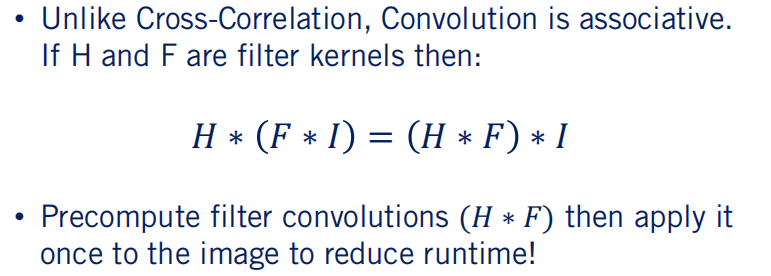 • Unlike Cross-Correlation, Convolution is associative.
If H and F are filter kernels then:
𝐻 ∗ (𝐹 ∗ 𝐼) = (𝐻 ∗ 𝐹) ∗ 𝐼
• Precompute filter convolutions (𝐻 ∗ 𝐹) then apply it
once to the image to reduce runtime!